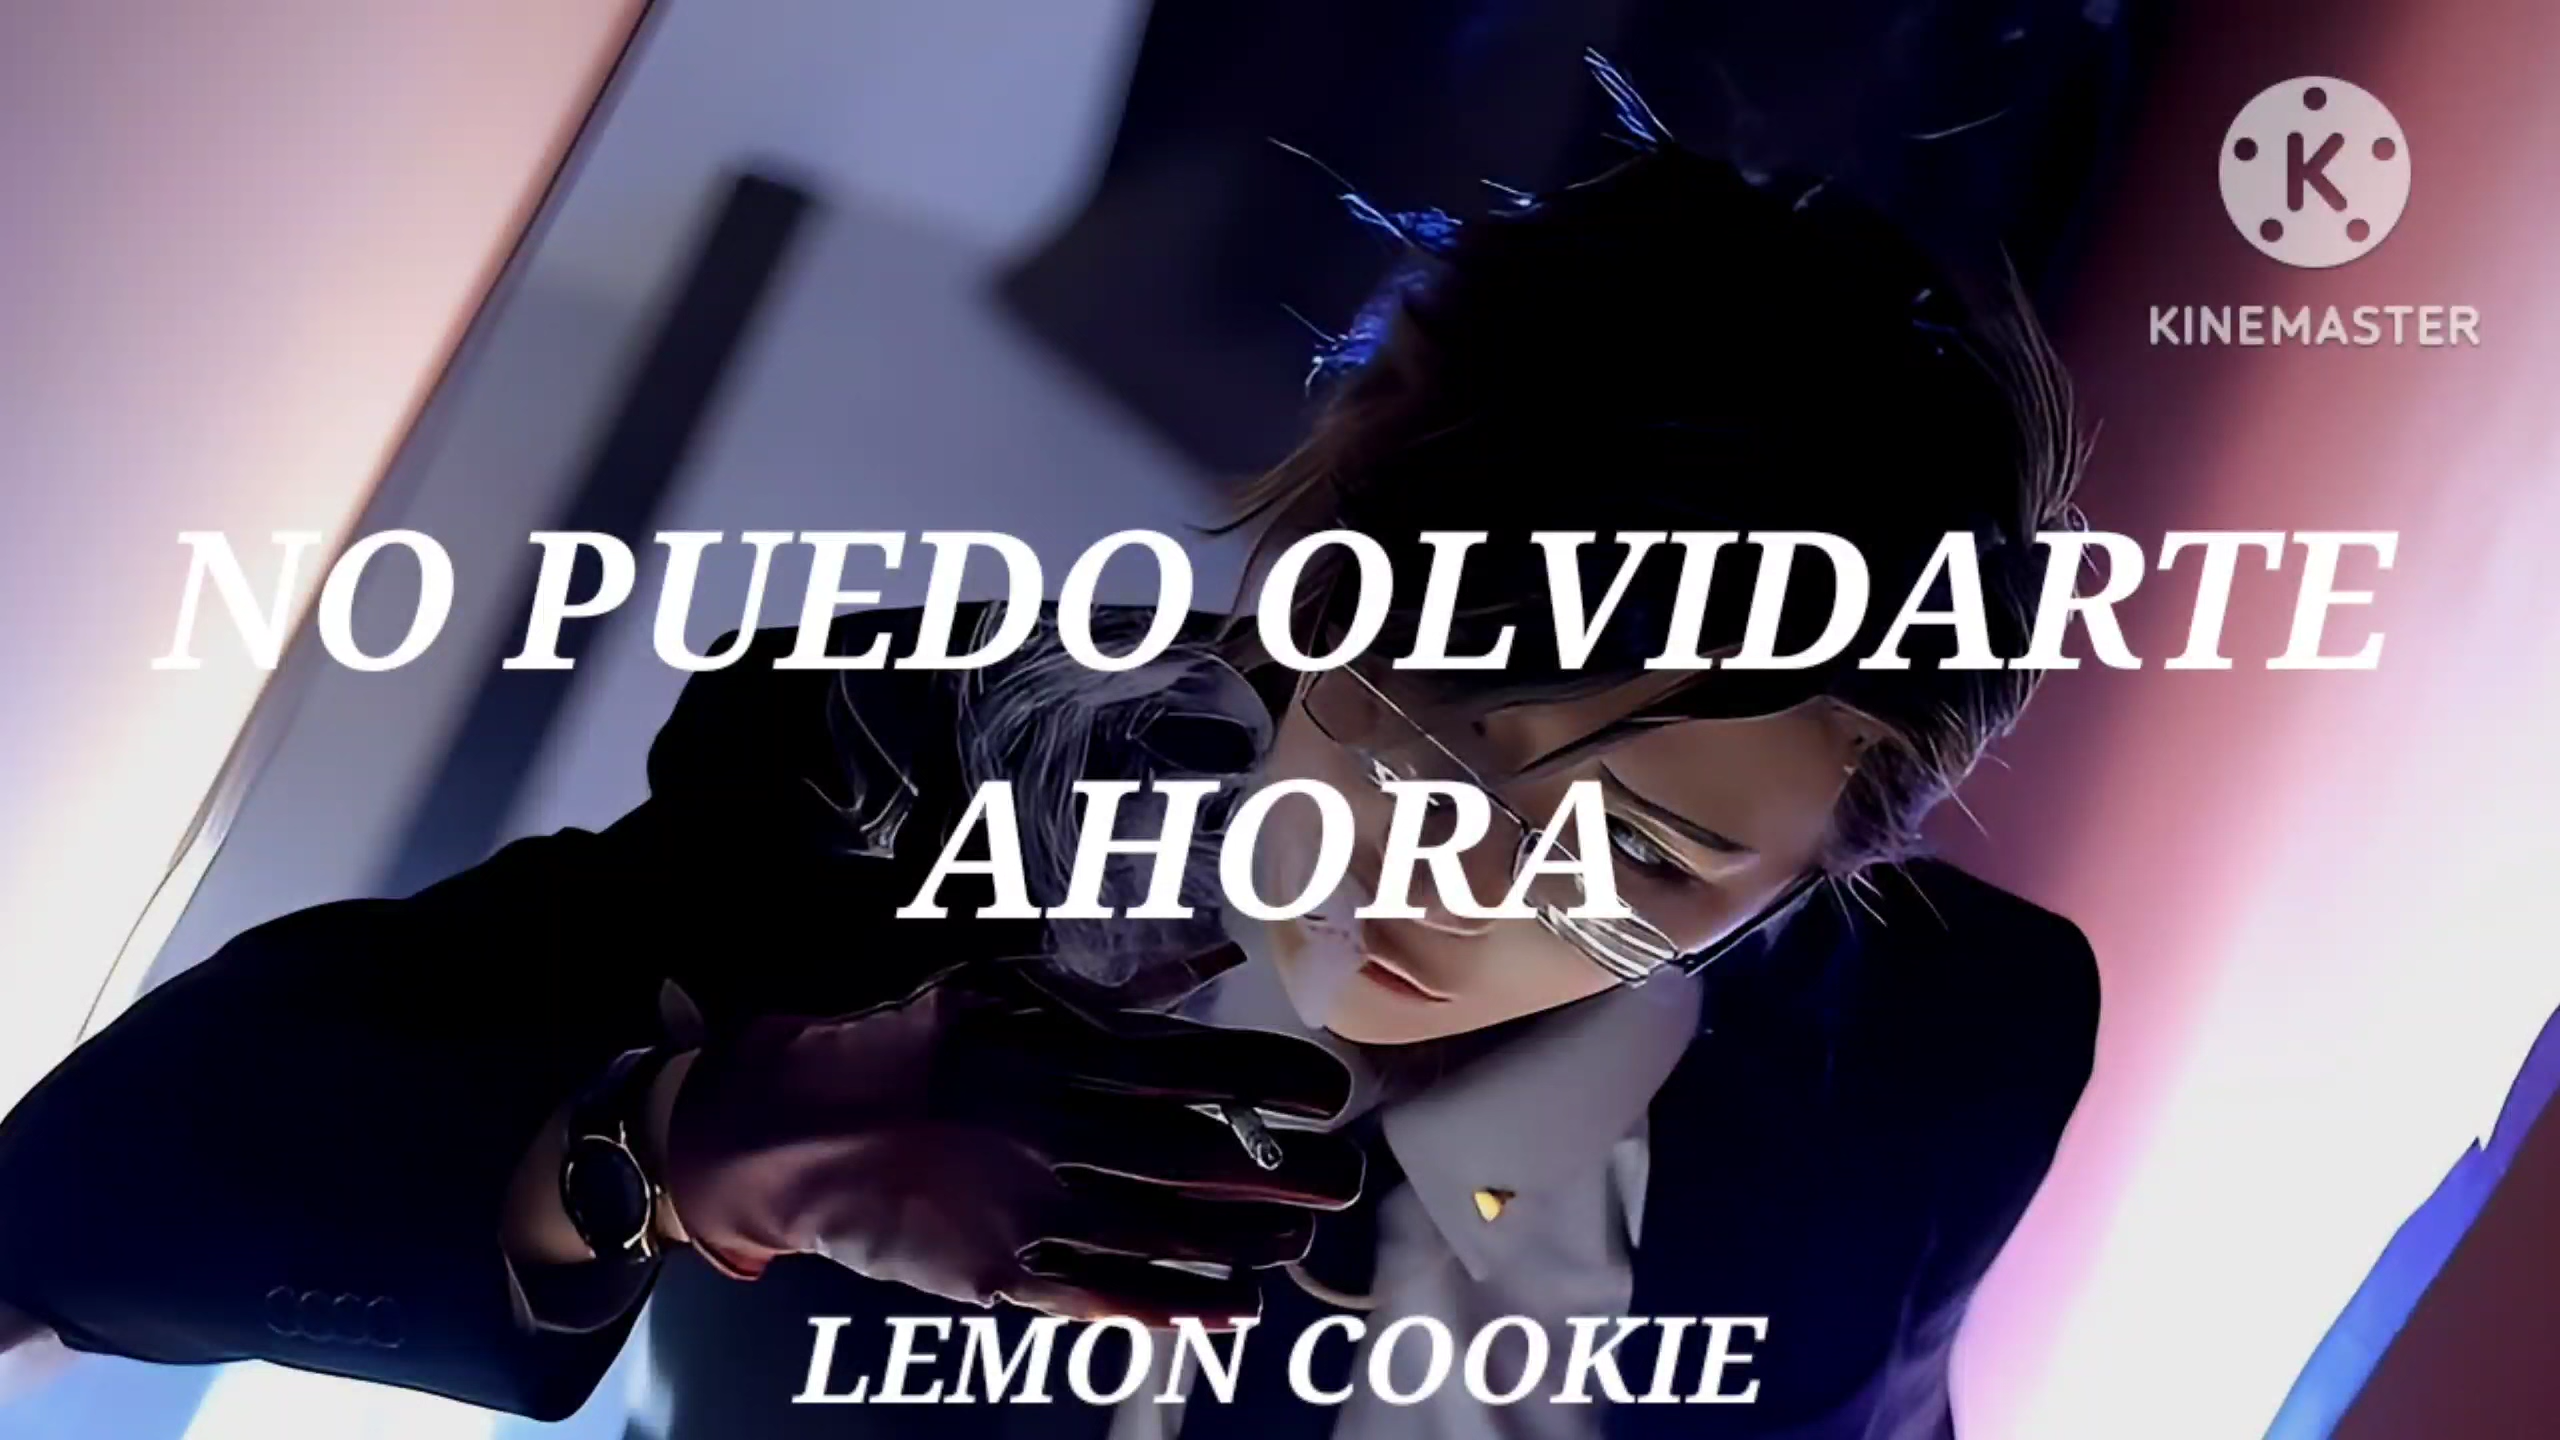 K
KINEMASTER
NO PUEDO OLVIDARTE
AHORA
LEMON COOKIE